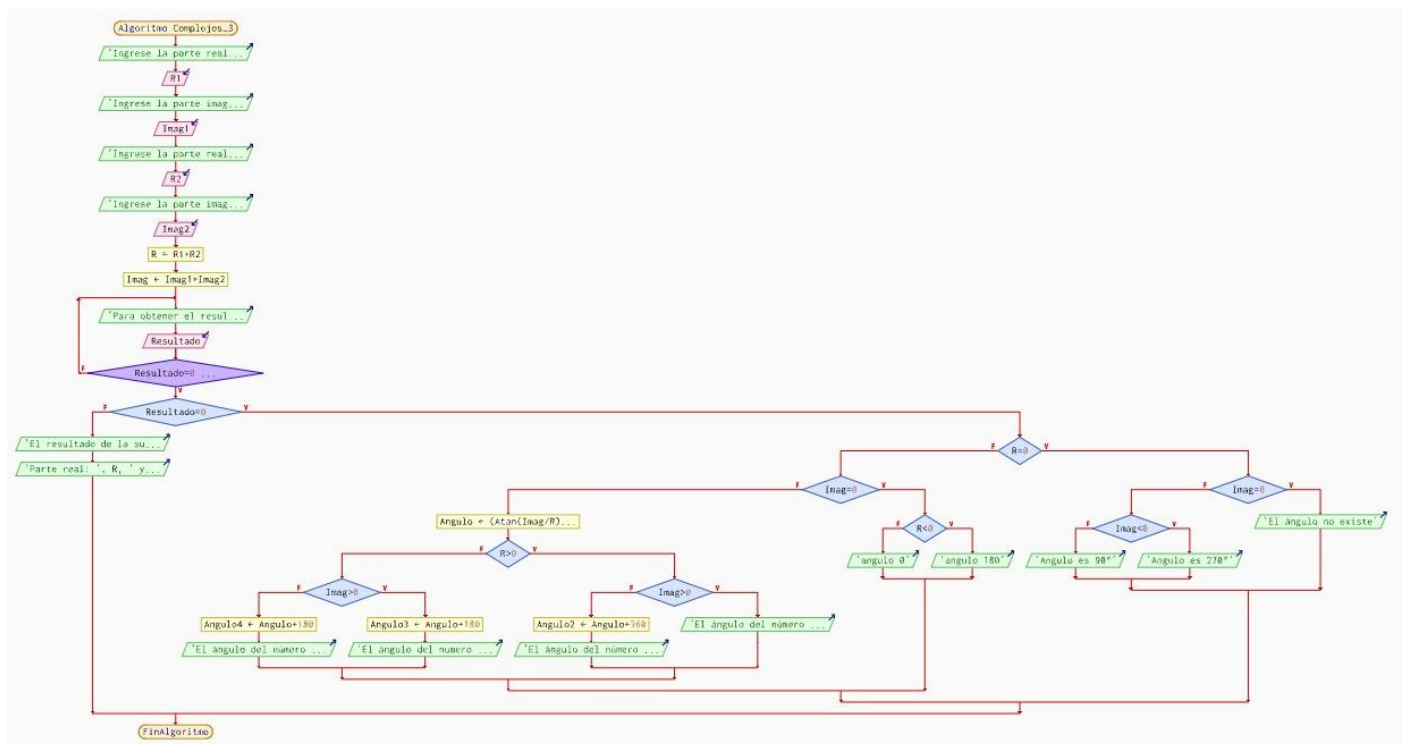 Algoritmo Complejos_3
'Ingrese la parte real...
R1
'Ingrese la parte imag...
Imag1
'Ingrese la parte real...
R2
'Ingrese la parte imag...
Imag2
R ← R1+R2
Imag ← Imag1+Imag2
'Para obtener el resul...
Resultado
F
Resultado=0 ...
V
F
Resultado=0
V
'El resultado de la su...
'Parte real: ', R, ' y...
F
R=0
V
F
Imag=0
V
F
Imag=0
V
Angulo ← (Atan(Imag/R)...
F
R<0
V
F
Imag<0
V
'El ángulo no existe'
F
R>0
V
'angulo 0'
'angulo 180'
'Angulo es 90°'
'Angulo es 270°'
F
Imag>0
V
F
Imag>0
V
Angulo4 ← Angulo+180
Angulo3 ← Angulo+180
Angulo2 ← Angulo+360
'El ángulo del número ...
'El ángulo del número ...
'El ángulo del numero ...
'El ángulo del número ...
FinAlgoritmo